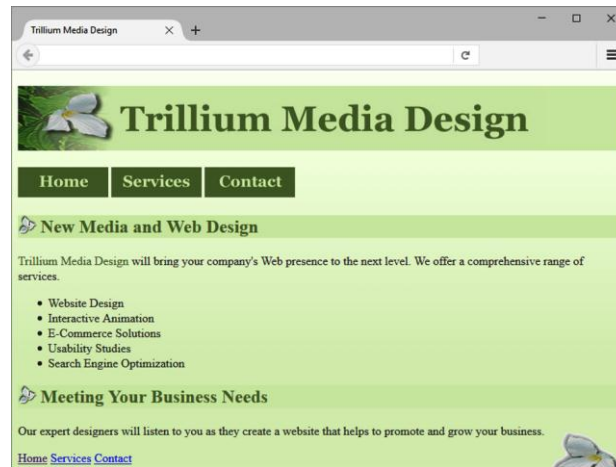 Trillium Media Design
Trillium Media Design
Home Services Contact
New Media and Web Design
Trillium Media Design will bring your company's Web presence to the next level. We offer a comprehensive range of
services.
Website Design
Interactive Animation
E-Commerce Solutions
Usability Studies
Search Engine Optimization
Meeting Your Business Needs
Our expert designers will listen to you as they create a website that helps to promote and grow your business.
Home Services Contact